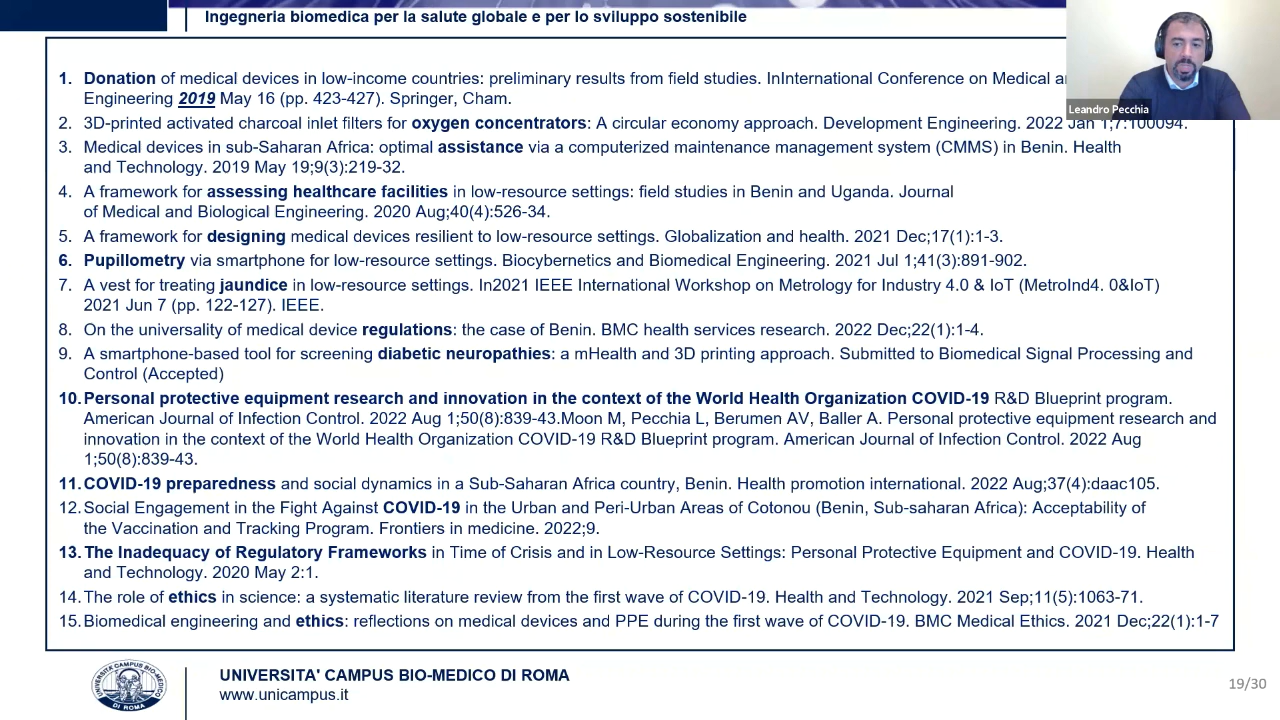 Ingegneria biomedica per la salute globale e per lo sviluppo sostenibile
1. Donation of medical devices in low-income countries: preliminary results from field studies. InInternational Conference on Medical
Engineering 2019 May 16 (pp. 423-427). Springer, Cham.
Leandro Pecchia
2. 3D-printed activated charcoal inlet filters for oxygen concentrators: A circular economy approach. Development Engineering. 2022 Jan 1;7:100094.
3. Medical devices in sub-Saharan Africa: optimal assistance via a computerized maintenance management system (CMMS) in Benin. Health
and Technology. 2019 May 19;9(3):219-32.
4. A framework for assessing healthcare facilities in low-resource settings: field studies in Benin and Uganda. Journal
of Medical and Biological Engineering. 2020 Aug;40(4):526-34.
5. A framework for designing medical devices resilient to low-resource settings. Globalization and health. 2021 Dec;17(1):1-3.
6. Pupillometry via smartphone for low-resource settings. Biocybernetics and Biomedical Engineering. 2021 Jul 1;41(3):891-902.
7. A vest for treating jaundice in low-resource settings. In2021 IEEE International Workshop on Metrology for Industry 4.0 & IoT (MetroInd4. 0&IoT)
2021 Jun 7 (pp. 122-127). IEEE.
8. On the universality of medical device regulations: the case of Benin. BMC health services research. 2022 Dec;22(1):1-4.
9. A smartphone-based tool for screening diabetic neuropathies: a mHealth and 3D printing approach. Submitted to Biomedical Signal Processing and
Control (Accepted)
10. Personal protective equipment research and innovation in the context of the World Health Organization COVID-19 R&D Blueprint program.
American Journal of Infection Control. 2022 Aug 1;50(8):839-43.Moon M, Pecchia L, Berumen AV, Baller A. Personal protective equipment research and
innovation in the context of the World Health Organization COVID-19 R&D Blueprint program. American Journal of Infection Control. 2022 Aug
1;50(8):839-43.
11. COVID-19 preparedness and social dynamics in a Sub-Saharan Africa country, Benin. Health promotion international. 2022 Aug;37(4):daac105.
12. Social Engagement in the Fight Against COVID-19 in the Urban and Peri-Urban Areas of Cotonou (Benin, Sub-saharan Africa): Acceptability of
the Vaccination and Tracking Program. Frontiers in medicine. 2022;9.
13. The Inadequacy of Regulatory Frameworks in Time of Crisis and in Low-Resource Settings: Personal Protective Equipment and COVID-19. Health
and Technology. 2020 May 2:1.
14. The role of ethics in science: a systematic literature review from the first wave of COVID-19. Health and Technology. 2021 Sep;11(5):1063-71.
15. Biomedical engineering and ethics: reflections on medical devices and PPE during the first wave of COVID-19. BMC Medical Ethics. 2021 Dec;22(1):1-7
UNIVERSITA' CAMPUS BIO-MEDICO DI ROMA
www.unicampus.it
19/30